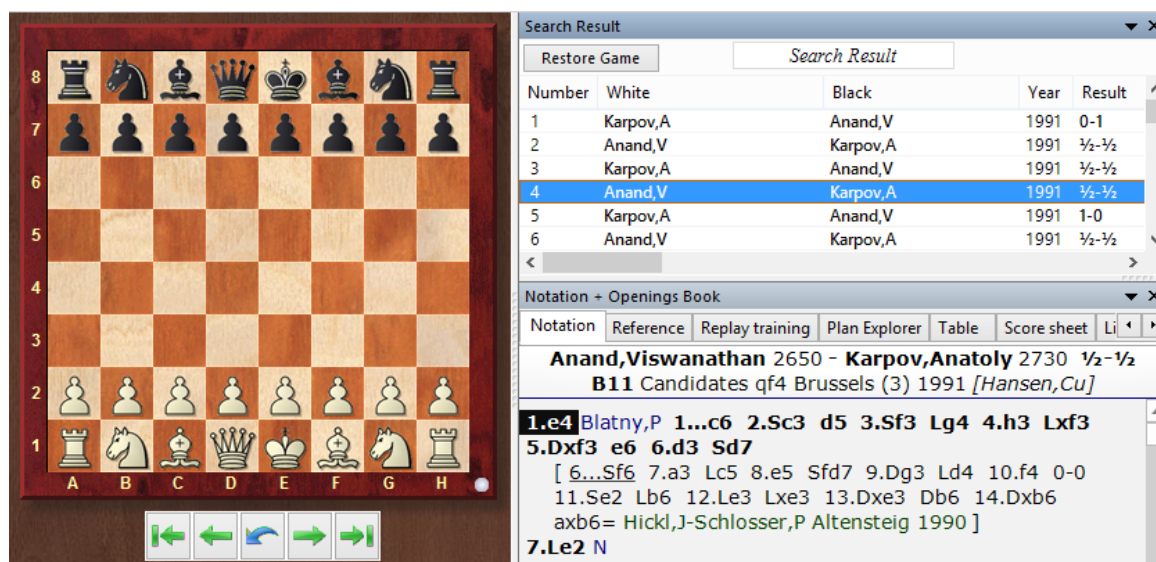 8
7
6
5
4
3
2
1
A B C D E F G H
Search Result
Restore Game
Search Result
Number White Black Year Result
1 Karpov,A Anand,V 1991 0-1
2 Anand,V Karpov,A 1991 ½-½
3 Karpov,A Anand,V 1991 ½-½
4 Anand,V Karpov,A 1991 ½-½
5 Karpov,A Anand,V 1991 1-0
6 Anand,V Karpov,A 1991 ½-½
Notation + Openings Book
Notation Reference Replay training Plan Explorer Table Score sheet Li
Anand,Viswanathan 2650 - Karpov,Anatoly 2730 ½-½
B11 Candidates qf4 Brussels (3) 1991 [Hansen,Cu]
1.e4 Blatny,P 1...c6 2.Sc3 d5 3.Sf3 Lg4 4.h3 Lxf3
5.Dxf3 e6 6.d3 Sd7
[ 6...Sf6 7.a3 Lc5 8.e5 Sfd7 9.Dg3 Ld4 10.f4 0-0
11.Se2 Lb6 12.Le3 Lxe3 13.Dxe3 Db6 14.Dxb6
axb6= Hickl,J-Schlosser,P Altensteig 1990 ]
7.Le2 N